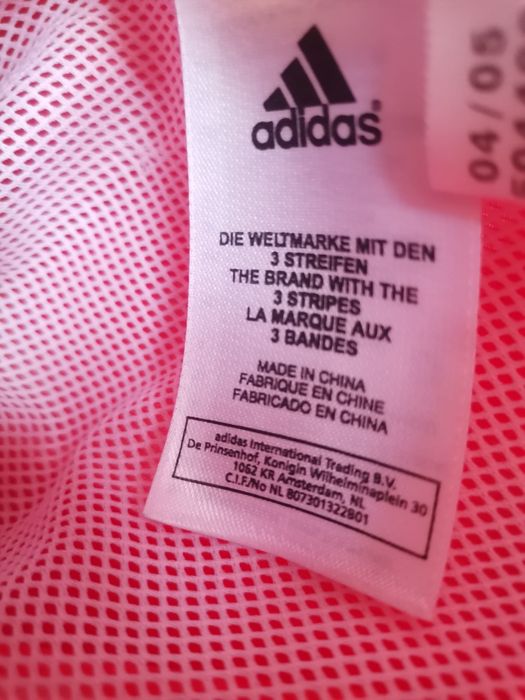 adidas®
DIE WELTMARKE MIT DEN
3 STREIFEN
THE BRAND WITH THE
3 STRIPES
LA MARQUE AUX
3 BANDES
MADE IN CHINA
FABRIQUE EN CHINE
FABRICADO EN CHINA
adidas International Trading B.V.
De Prinsenhof, Konigin Wilhelminaplein 30
1062 KR Amsterdam, NL
C.I.F/No NL 807301322B01
04/05